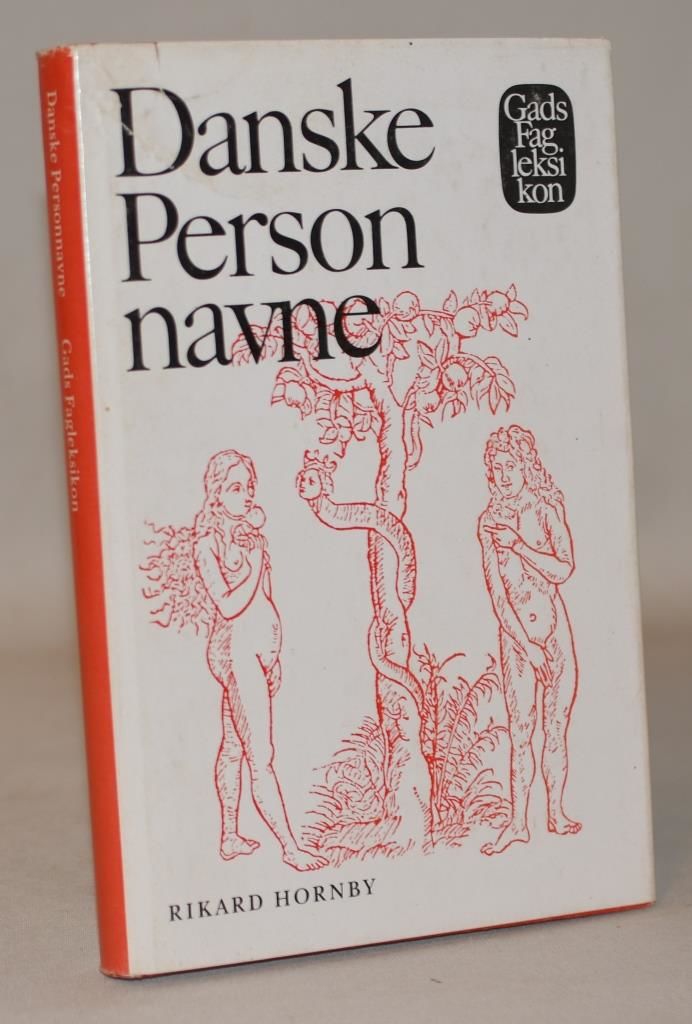 Danske
Person
navne
Gads
Fag
leksi
kon
RIKARD HORNBY
Danske Personnavne
Gads Fagleksikon